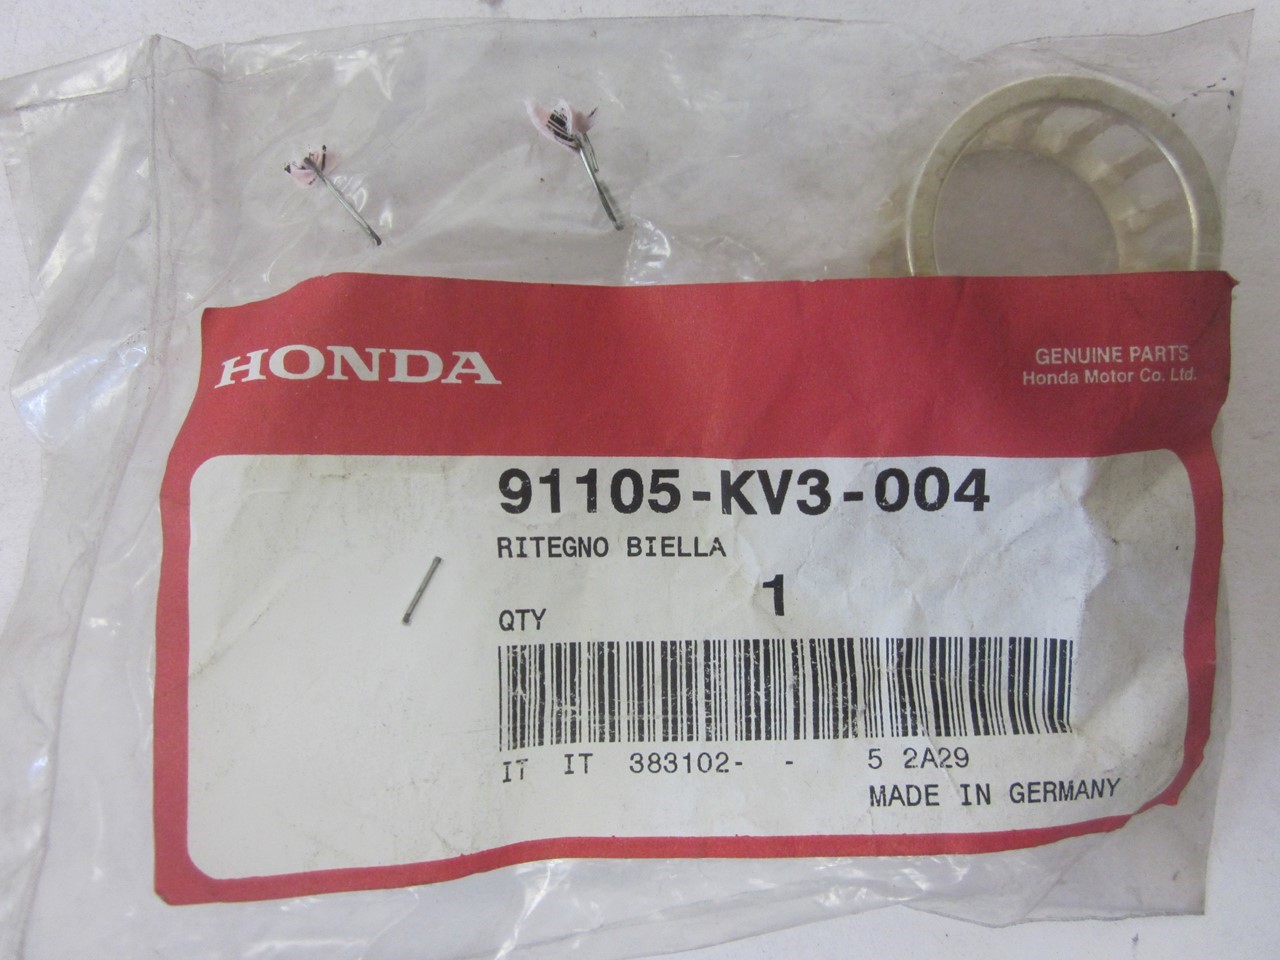 HONDA
GENUINE PARTS
Honda Motor Co. Ltd.
91105-KV3-004
RITEGNO BIELLA
QTY 1
IT IT 383102- - 5 2A29
MADE IN GERMANY